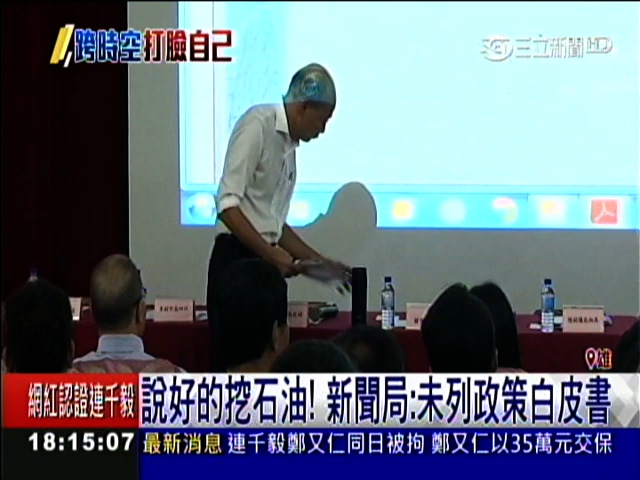 跨時空打臉自己
三立新聞HD
雄
網紅認證連千毅
說好的挖石油! 新聞局:未列政策白皮書
18:15:07
最新消息 連千毅鄭又仁同日被拘 鄭又仁以35萬元交保